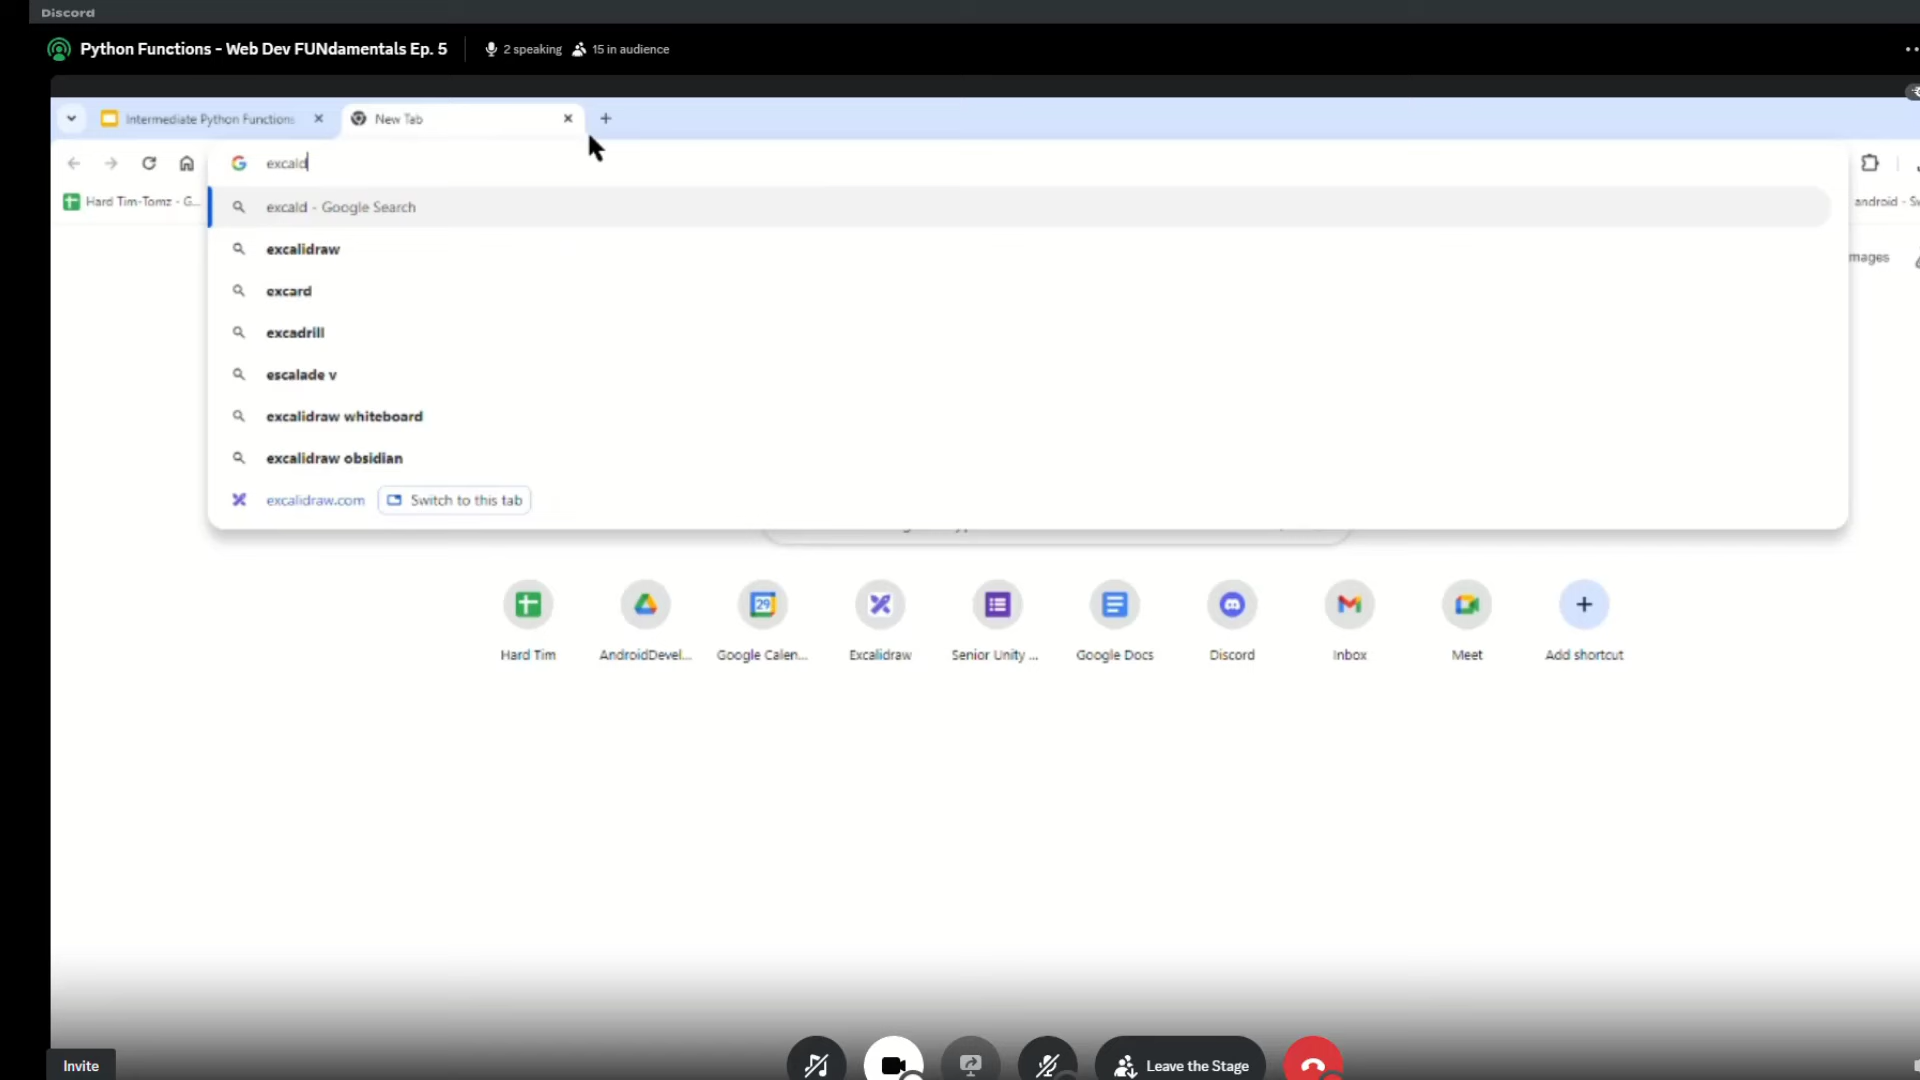 Discord
Python Functions - Web Dev FUNdamentals Ep. 5 2 speaking 15 in audience
Intermediate Python Functions New Tab
excald
Hard Tim-Tomz - G... android - Sw
excald - Google Search
excalidraw
mages
excard
excadrill
escalade v
excalidraw whiteboard
excalidraw obsidian
excalidraw.com Switch to this tab
29
Hard Tim AndroidDevel... Google Calen... Excalidraw Senior Unity ... Google Docs Discord Inbox Meet Add shortcut
Invite Leave the Stage